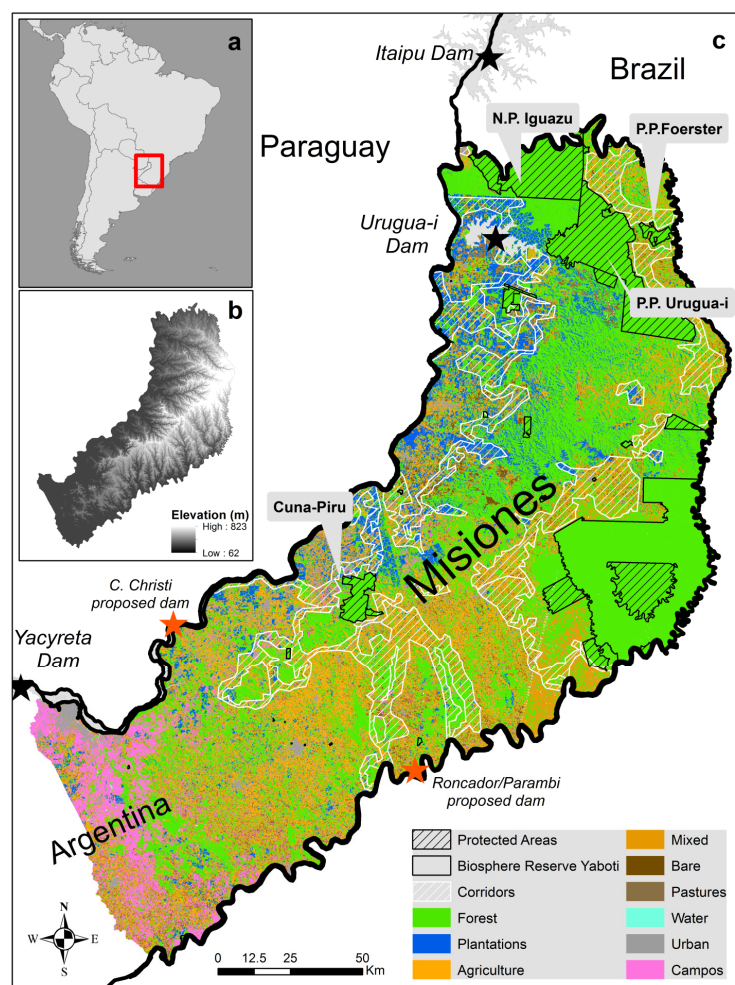 a
b
Elevation (m)
High : 823
Low : 62
c
Itaipu Dam
Brazil
N.P. Iguazu
P.P.Foerster
Paraguay
Urugua-i
Dam
P.P. Urugua-i
Cuna-Piru
Misiones
C. Christi
proposed dam
Yacyreta
Dam
Roncador/Parambi
proposed dam
Argentina
N
W E
S
0 12.5 25 50
Km
Protected Areas
Biosphere Reserve Yaboti
Corridors
Forest
Plantations
Agriculture
Mixed
Bare
Pastures
Water
Urban
Campos